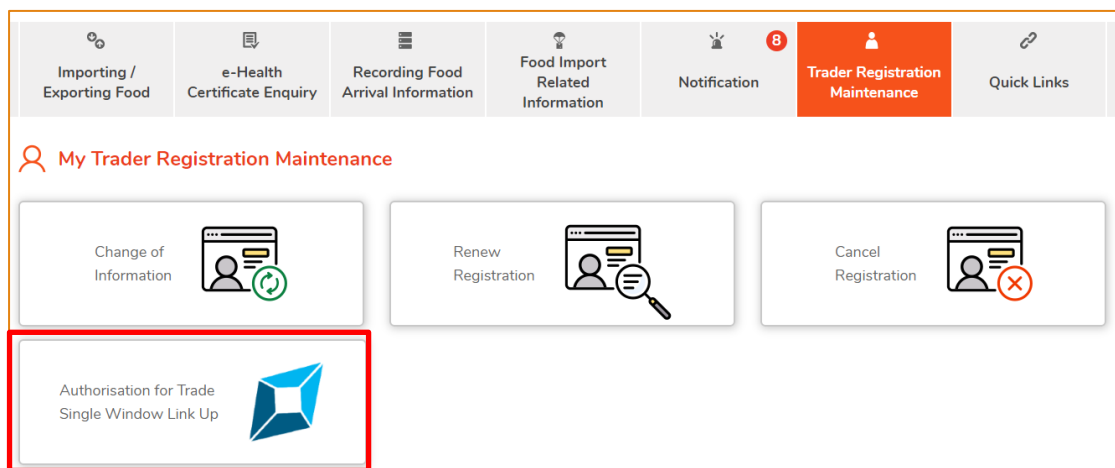 Importing /
Exporting Food
e-Health
Certificate Enquiry
Recording Food
Arrival Information
Food Import
Related
Information
8
Notification
Trader Registration
Maintenance
Quick Links
My Trader Registration Maintenance
Change of
Information
Renew
Registration
Cancel
Registration
Authorisation for Trade
Single Window Link Up